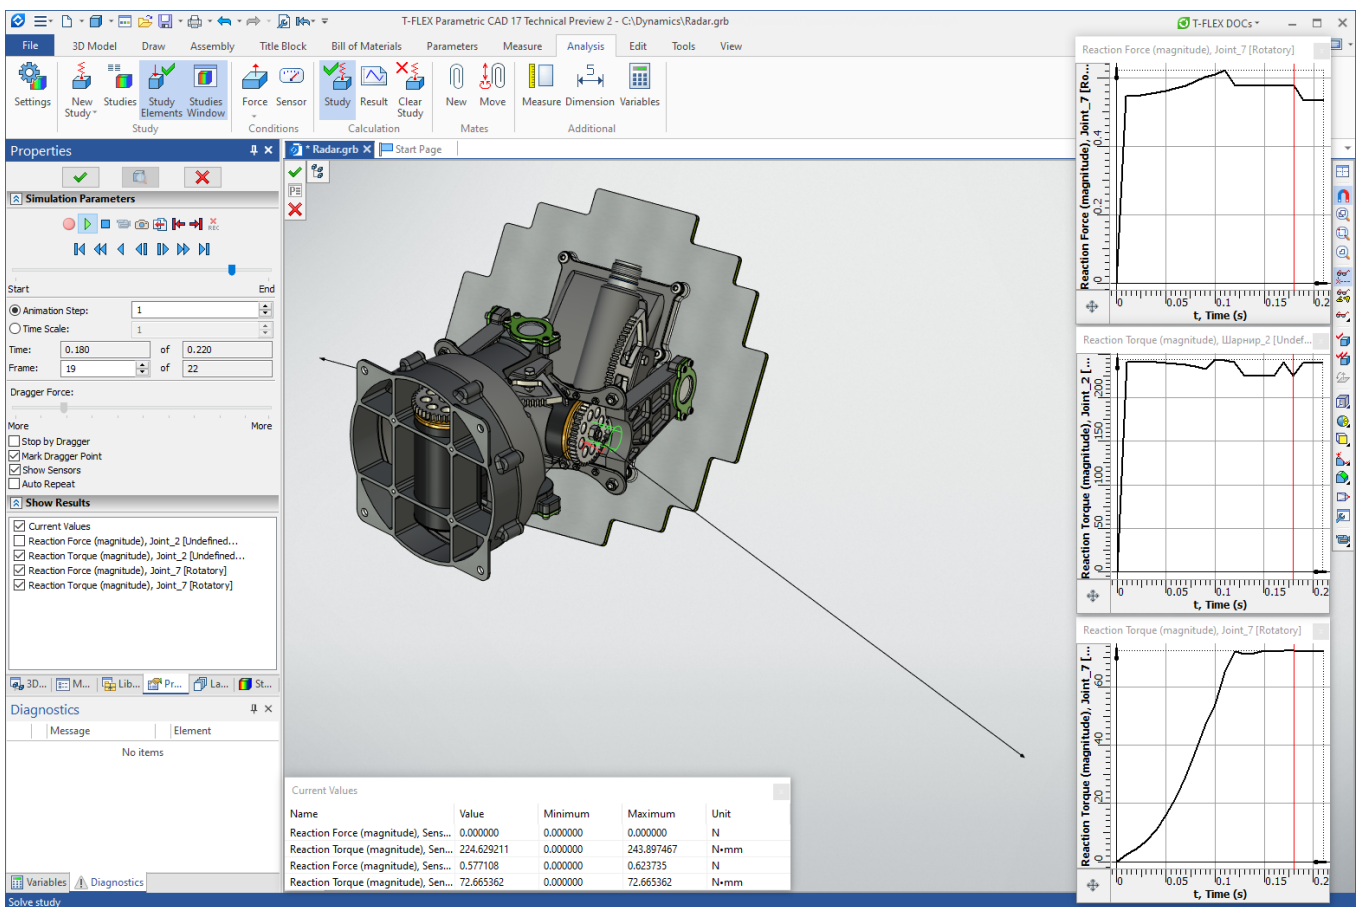 T-FLEX Parametric CAD 17 Technical Preview 2 - C:\Dynamics\Radar.grb
T-FLEX DOCs
File 3D Model Draw Assembly Title Block Bill of Materials Parameters Measure Analysis Edit Tools View
Settings New Study Studies Study Elements Studies Window Force Sensor Study Result Clear Study New Move Measure Dimension Variables
Study Conditions Calculation Mates Additional
Properties
* Radar.grb
Start Page
Simulation Parameters
REC
Start End
Animation Step: 1
Time Scale: 1
Time: 0.180 of 0.220
Frame: 19 of 22
Dragger Force:
More More
Stop by Dragger
Mark Dragger Point
Show Sensors
Auto Repeat
Show Results
Current Values
Reaction Force (magnitude), Joint_2 [Undefined...
Reaction Torque (magnitude), Joint_2 [Undefined...
Reaction Force (magnitude), Joint_7 [Rotatory]
Reaction Torque (magnitude), Joint_7 [Rotatory]
3D... M... Lib... Pr... La... St...
Diagnostics
Message Element
No items
Variables Diagnostics
Solve study
Current Values
Name Value Minimum Maximum Unit
Reaction Force (magnitude), Sens... 0.000000 0.000000 0.000000 N
Reaction Torque (magnitude), Sen... 224.629211 0.000000 243.897467 N•mm
Reaction Force (magnitude), Sens... 0.577108 0.000000 0.623735 N
Reaction Torque (magnitude), Sen... 72.665362 0.000000 72.665362 N•mm
Reaction Force (magnitude), Joint_7 [Rotatory]
Reaction Force (magnitude), Joint_7 [Ro...
0 0.2 0.4
0 0.05 0.1 0.15 0.2
t, Time (s)
Reaction Torque (magnitude), Шарнир_2 [Undef...
Reaction Torque (magnitude), Joint_2 [...
0 50 100 150 200
0 0.05 0.1 0.15 0.2
t, Time (s)
Reaction Torque (magnitude), Joint_7 [Rotatory]
Reaction Torque (magnitude), Joint_7 [...
0 20 40 60
0 0.05 0.1 0.15 0.2
t, Time (s)